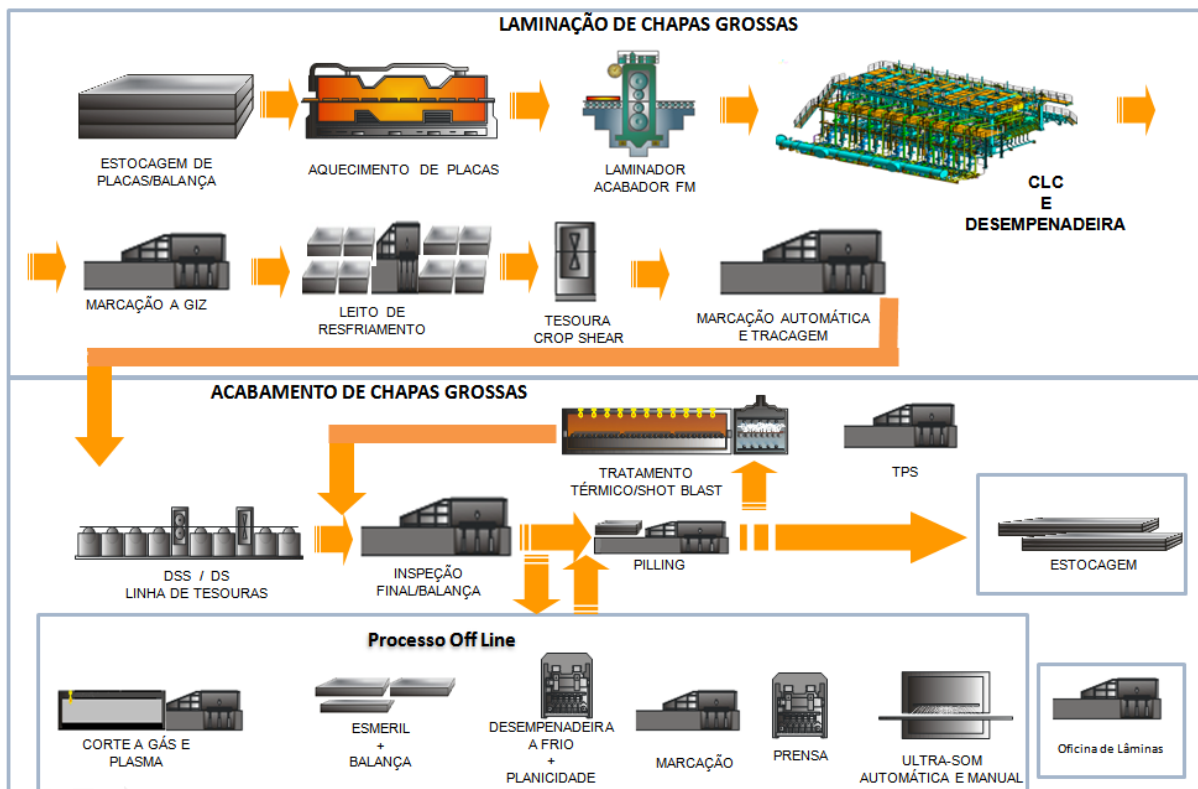 LAMINAÇÃO DE CHAPAS GROSSAS
ESTOCAGEM DE
PLACAS/BALANÇA
AQUECIMENTO DE PLACAS
LAMINADOR
ACABADOR FM
CLC
E
DESEMPENADEIRA
MARCAÇÃO A GIZ
LEITO DE
RESFRIAMENTO
TESOURA
CROP SHEAR
MARCAÇÃO AUTOMÁTICA
E TRACAGEM
ACABAMENTO DE CHAPAS GROSSAS
TRATAMENTO
TÉRMICO/SHOT BLAST
TPS
DSS / DS
LINHA DE TESOURAS
INSPEÇÃO
FINAL/BALANÇA
PILLING
ESTOCAGEM
Processo Off Line
CORTE A GÁS E
PLASMA
ESMERIL
+
BALANÇA
DESEMPENADEIRA
A FRIO
+
PLANICIDADE
MARCAÇÃO
PRENSA
ULTRA-SOM
AUTOMÁTICA E MANUAL
Oficina de Lâminas